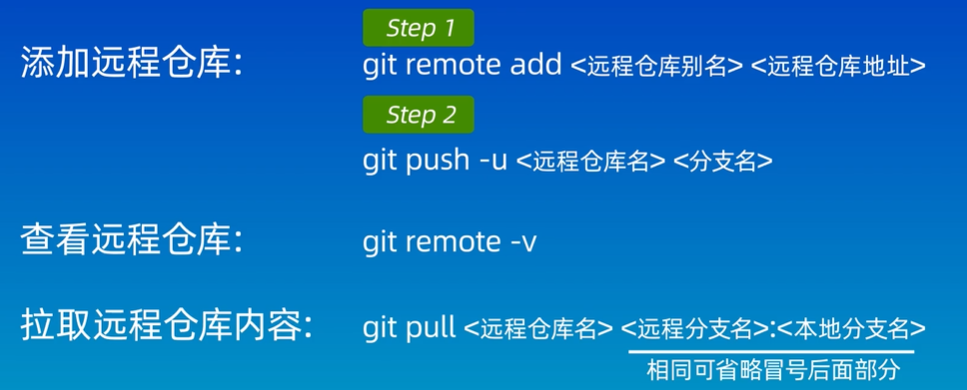 Step 1
添加远程仓库: git remote add <远程仓库别名> <远程仓库地址>
Step 2
git push -u <远程仓库名> <分支名>
查看远程仓库: git remote -v
拉取远程仓库内容: git pull <远程仓库名> <远程分支名>:<本地分支名>
相同可省略冒号后面部分